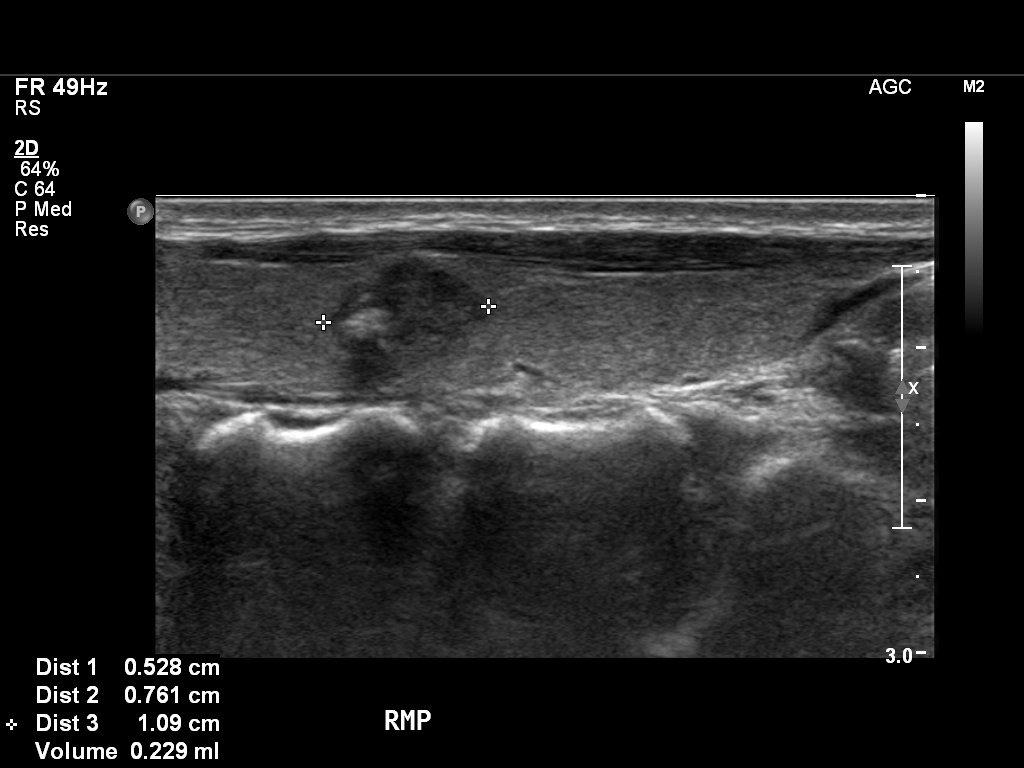 FR 49Hz
RS
AGC
M2
2D
64%
C 64
P Med
Res
P
X
3.0
Dist 1 0.528 cm
Dist 2 0.761 cm
Dist 3 1.09 cm
Volume 0.229 ml
RMP